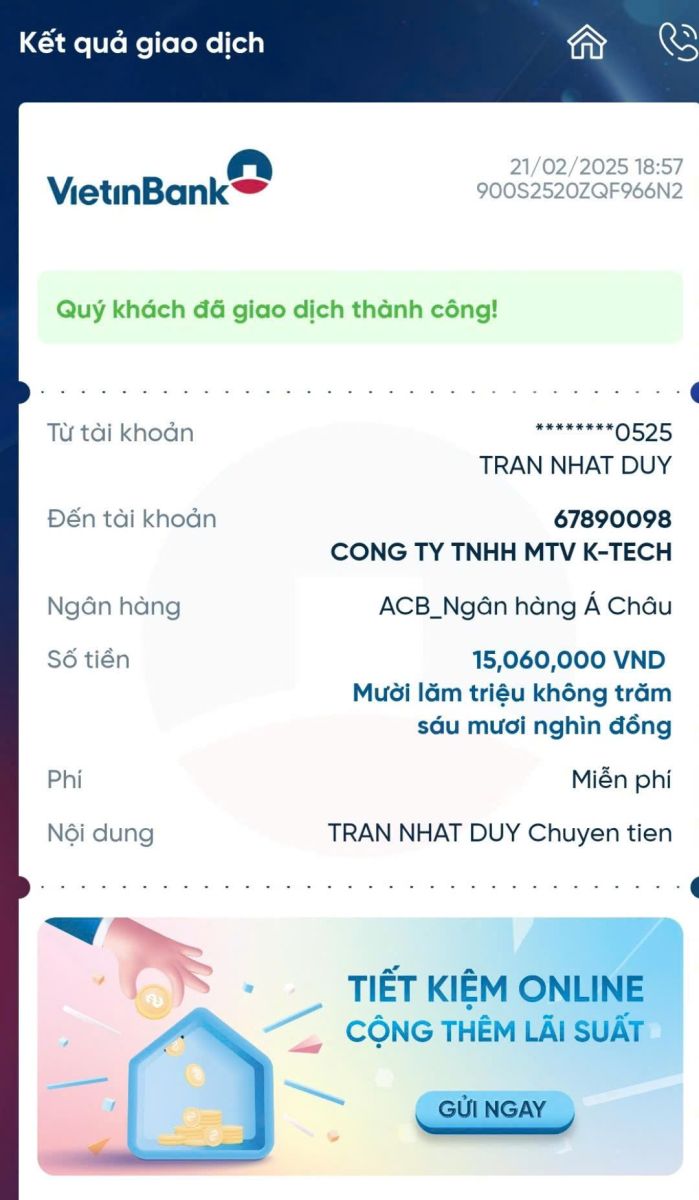 Kết quả giao dịch
VIETINBANK
21/02/2025 18:57
900S2520ZQF966N2
Quý khách đã giao dịch thành công!
Từ tài khoản
********0525
TRAN NHAT DUY
Đến tài khoản
67890098
CONG TY TNHH MTV K-TECH
Ngân hàng
ACB_Ngân hàng Á Châu
Số tiền
15,060,000 VND
Mười lăm triệu không trăm
sáu mươi nghìn đồng
Phí
Miễn phí
Nội dung
TRAN NHAT DUY Chuyen tien
TIẾT KIỆM ONLINE
CỘNG THÊM LÃI SUẤT
GỬI NGAY